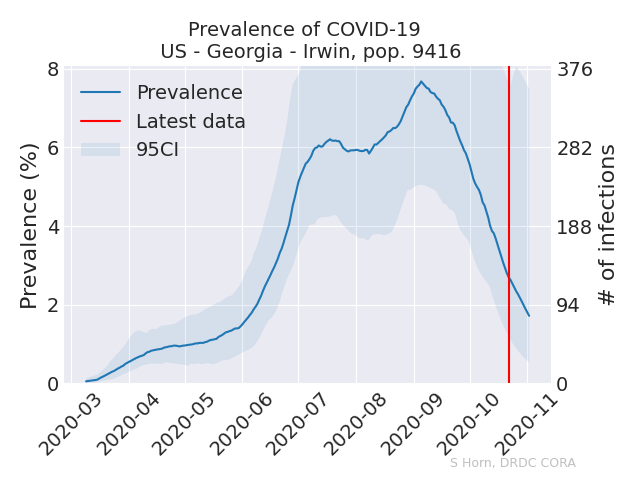 Prevalence of COVID-19
US - Georgia - Irwin, pop. 9416
Prevalence
Latest data
95CI
Prevalence (%)
8
6
4
2
0
# of infections
376
282
188
94
0
2020-03
2020-04
2020-05
2020-06
2020-07
2020-08
2020-09
2020-10
2020-11
S Horn, DRDC CORA